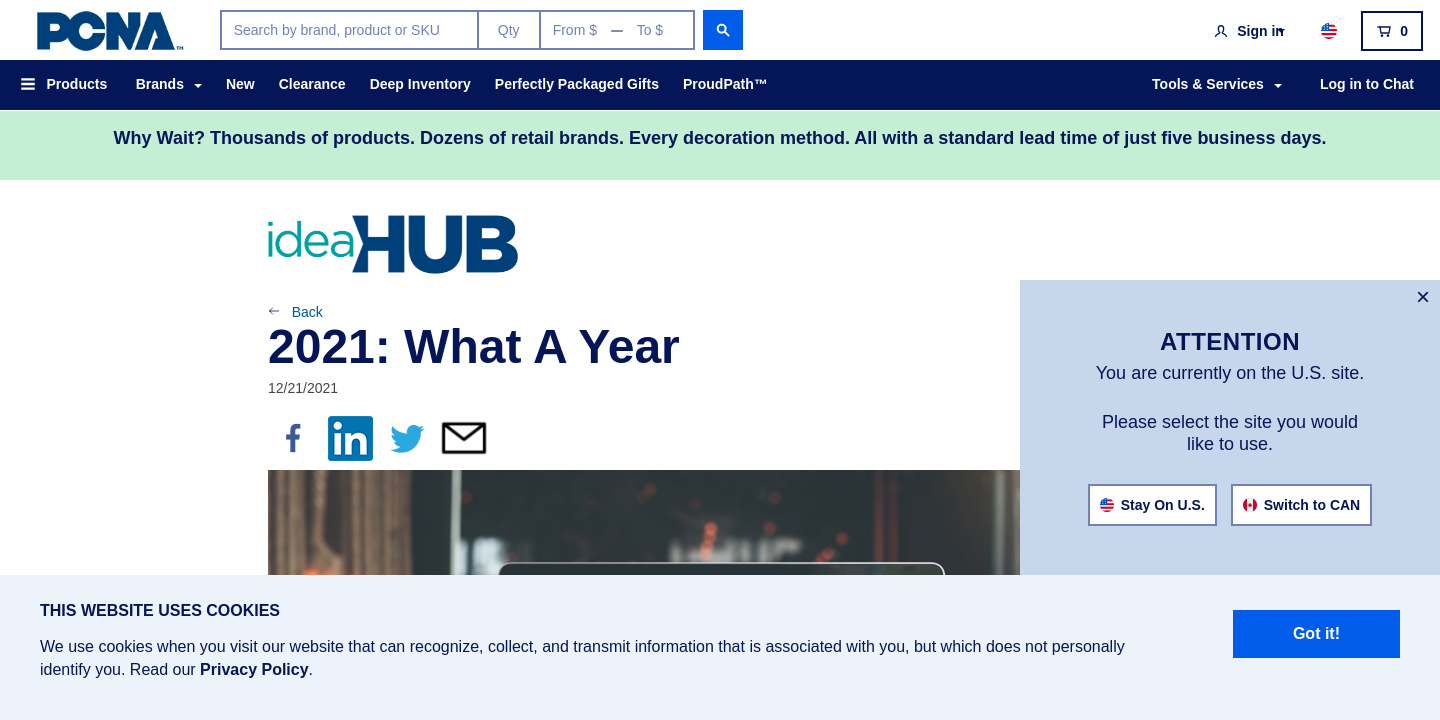 PCNA™
Search by brand, product or SKU
Qty
From $ — To $
Sign in
0
Products
Brands
New
Clearance
Deep Inventory
Perfectly Packaged Gifts
ProudPath™
Tools & Services
Log in to Chat
Why Wait? Thousands of products. Dozens of retail brands. Every decoration method. All with a standard lead time of just five business days.
ideaHUB
Back
2021: What A Year
12/21/2021
×
ATTENTION
You are currently on the U.S. site.
Please select the site you would
like to use.
Stay On U.S.
Switch to CAN
THIS WEBSITE USES COOKIES
We use cookies when you visit our website that can recognize, collect, and transmit information that is associated with you, but which does not personally
identify you. Read our Privacy Policy.
Got it!